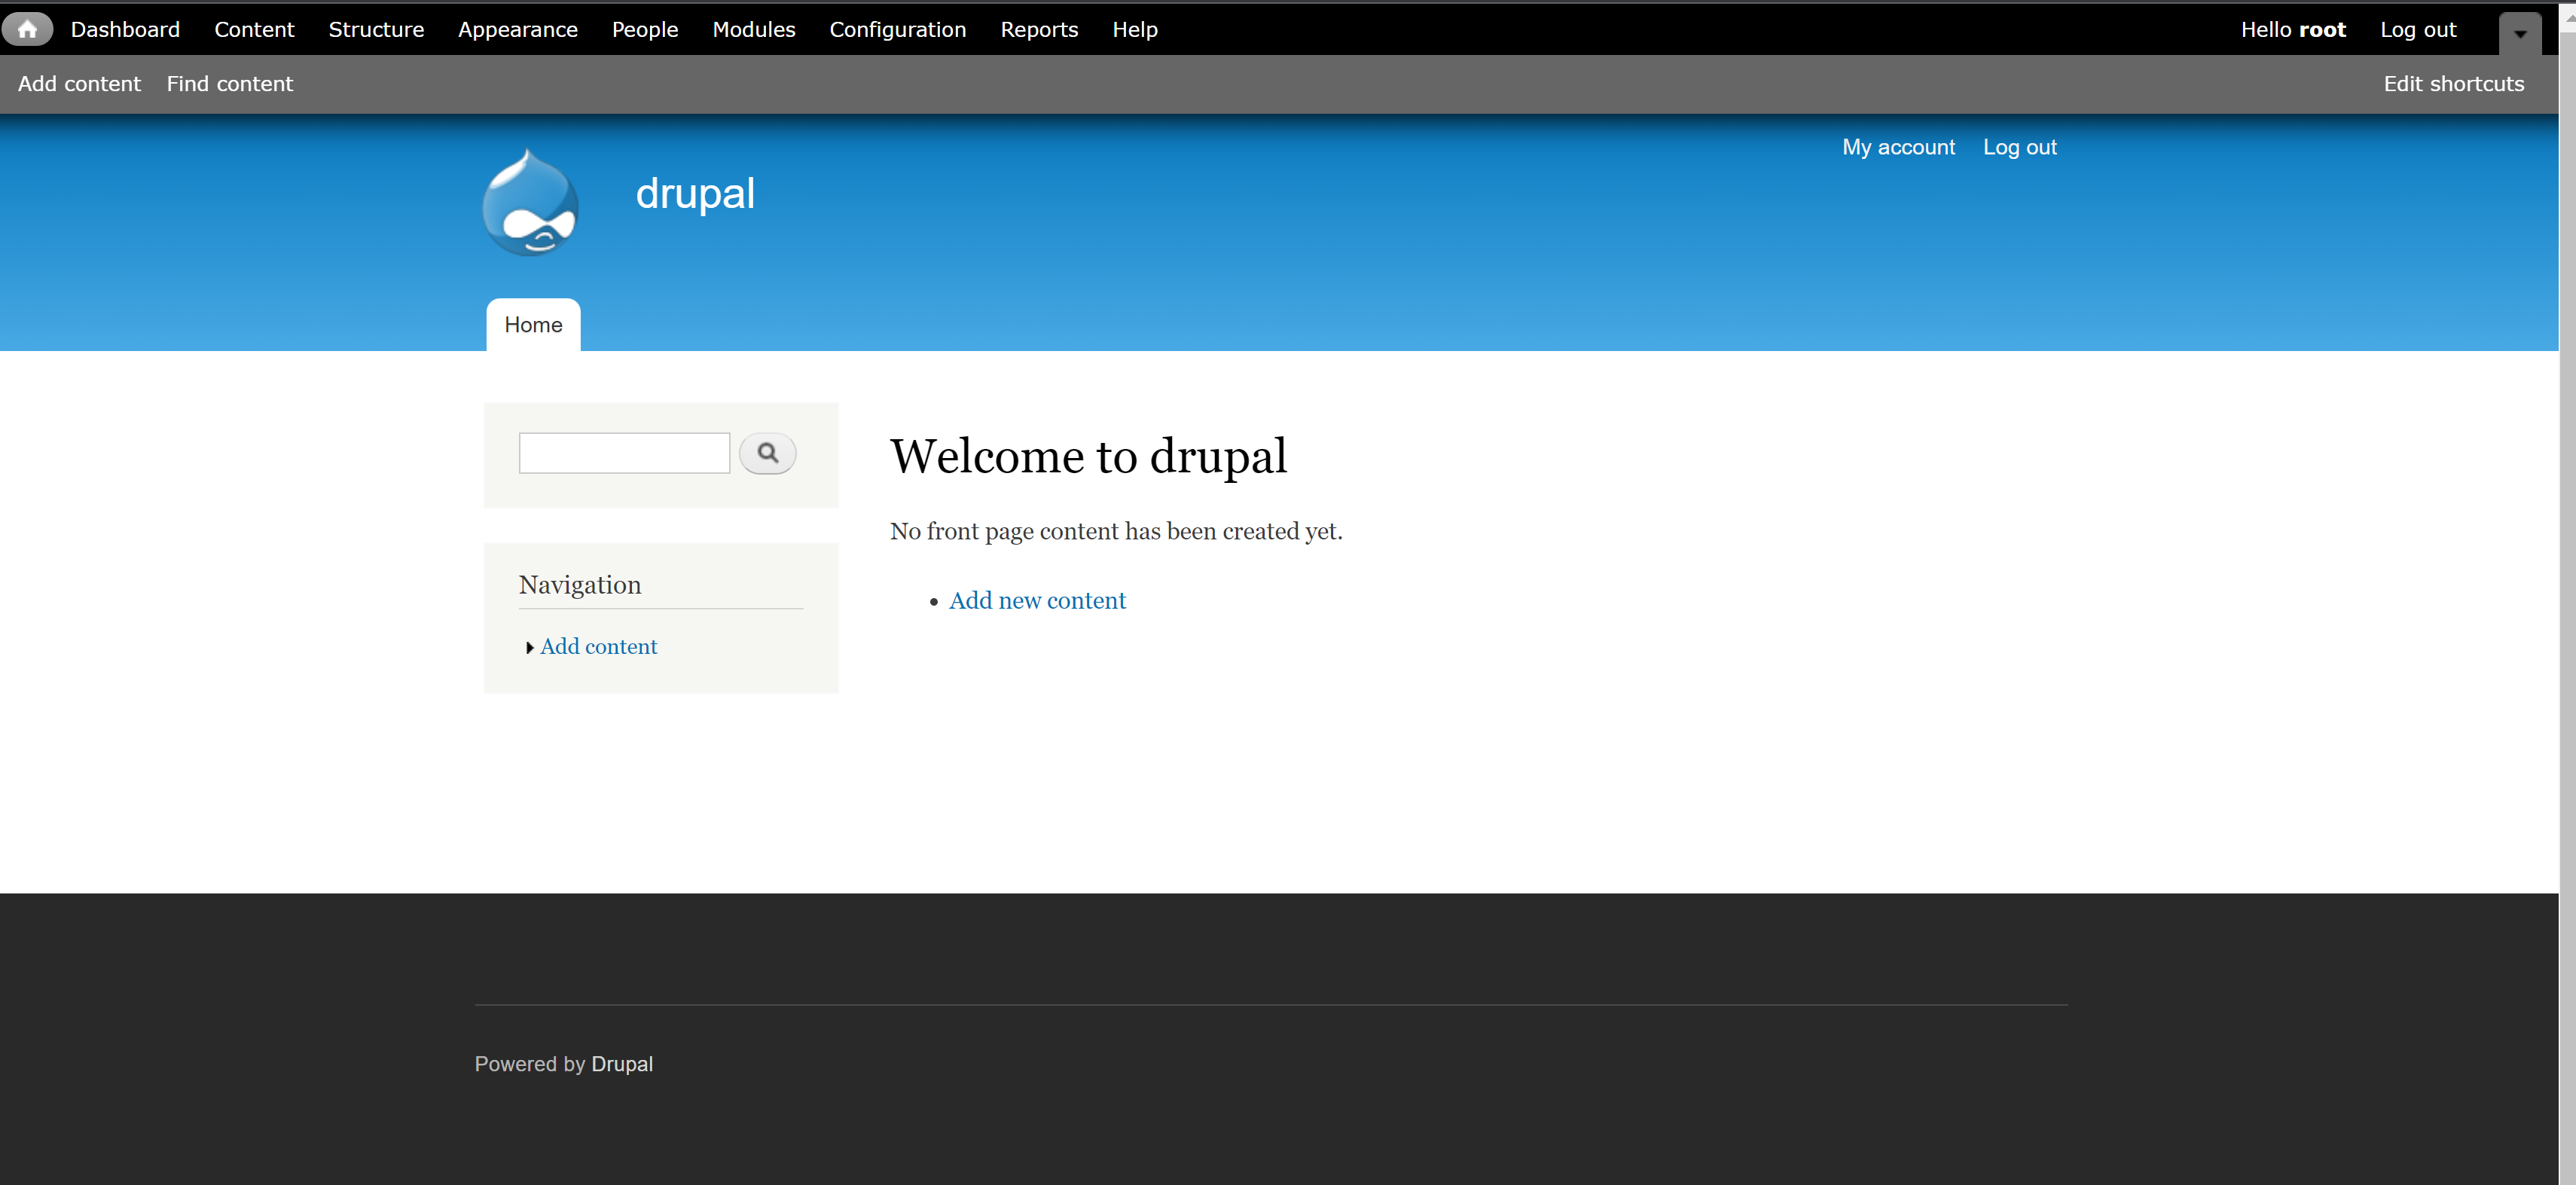 Dashboard Content Structure Appearance People Modules Configuration Reports Help Hello root Log out
Add content Find content Edit shortcuts
My account Log out
drupal
Home
Welcome to drupal
No front page content has been created yet.
Add new content
Navigation
Add content
Powered by Drupal